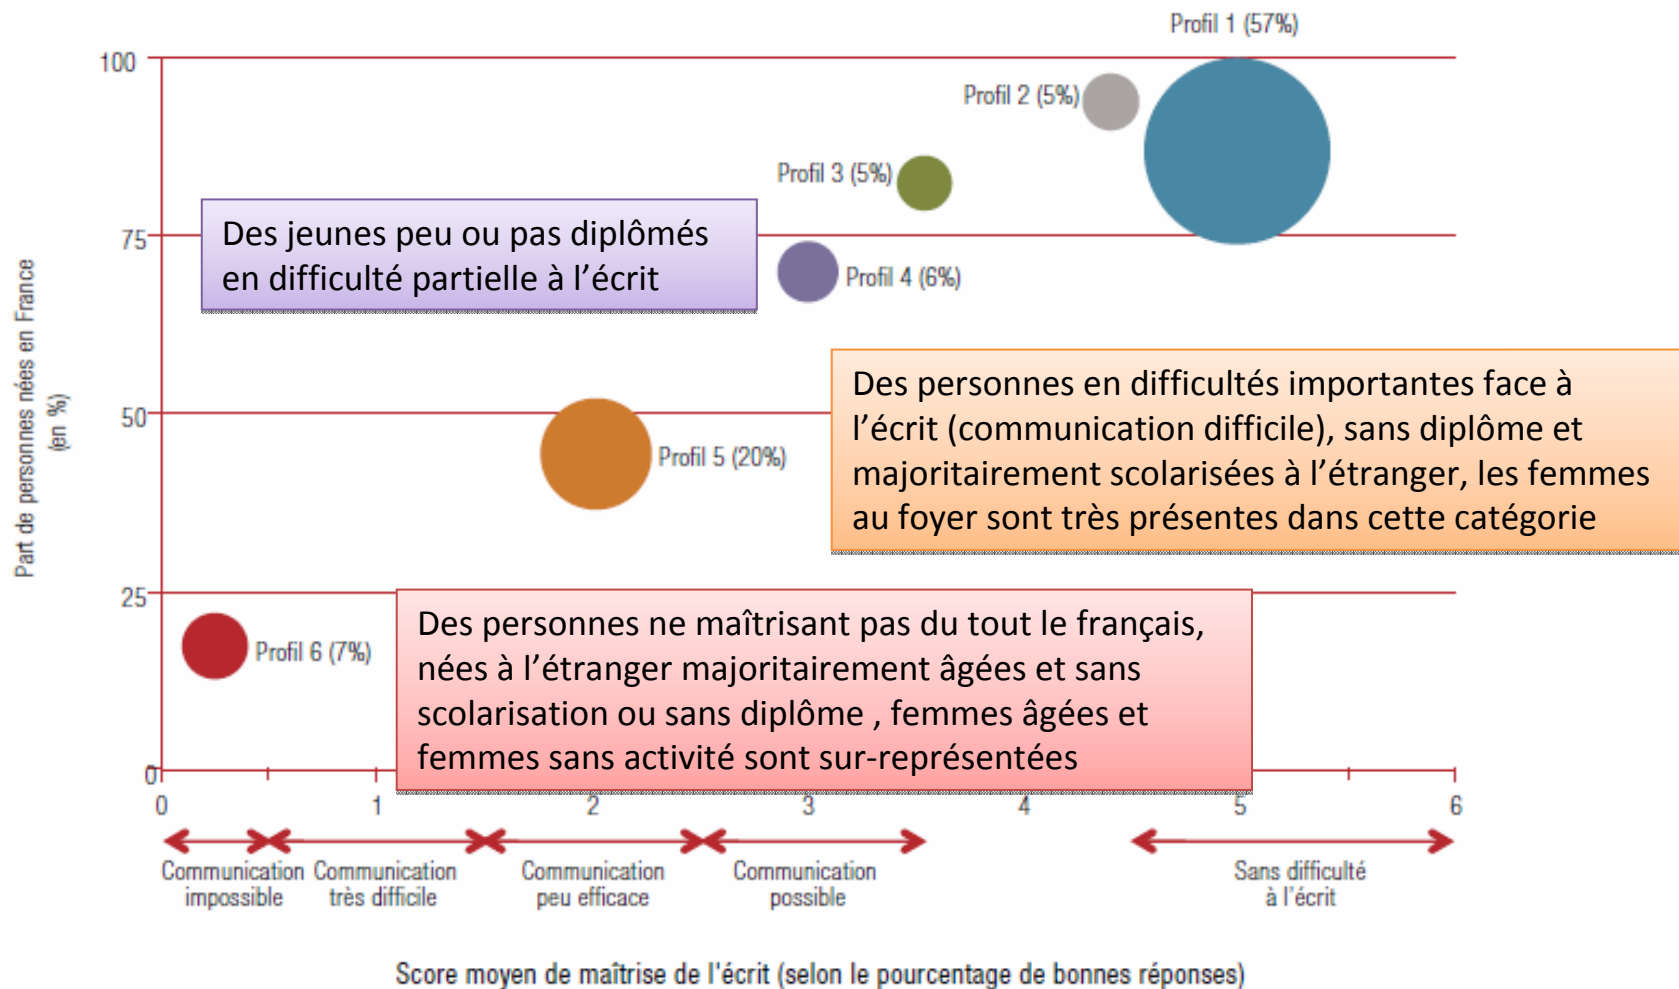 Profil 1 (57%)
100
Profil 2 (5%)
Profil 3 (5%)
Des jeunes peu ou pas diplômés
en difficulté partielle à l’écrit
75
Profil 4 (6%)
Part de personnes nées en France
(en %)
Des personnes en difficultés importantes face à
l’écrit (communication difficile), sans diplôme et
majoritairement scolarisées à l’étranger, les femmes
au foyer sont très présentes dans cette catégorie
50
Profil 5 (20%)
25
Des personnes ne maîtrisant pas du tout le français,
nées à l’étranger majoritairement âgées et sans
scolarisation ou sans diplôme , femmes âgées et
femmes sans activité sont sur-représentées
Profil 6 (7%)
0
0 1 2 3 4 5 6
Communication
impossible
Communication
très difficile
Communication
peu efficace
Communication
possible
Sans difficulté
à l'écrit
Score moyen de maîtrise de l'écrit (selon le pourcentage de bonnes réponses)